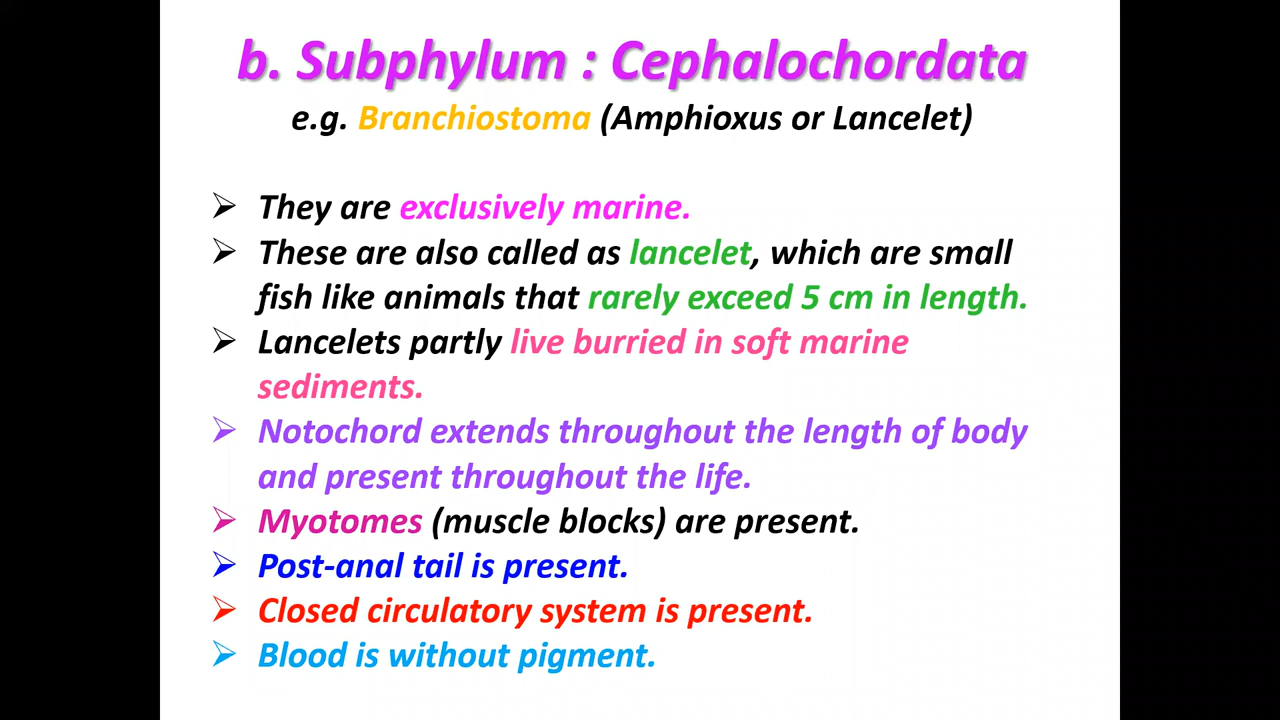 b. Subphylum : Cephalochordata
e.g. Branchiostoma (Amphioxus or Lancelet)
➢ They are exclusively marine.
➢ These are also called as lancelet, which are small
fish like animals that rarely exceed 5 cm in length.
➢ Lancelets partly live burried in soft marine
sediments.
➢ Notochord extends throughout the length of body
and present throughout the life.
➢ Myotomes (muscle blocks) are present.
➢ Post-anal tail is present.
➢ Closed circulatory system is present.
➢ Blood is without pigment.